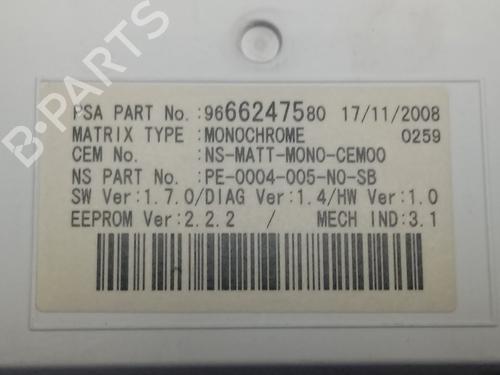 B-PARTS
PSA PART No.:9666247580 17/11/2008
MATRIX TYPE :MONOCHROME 0259
CEM No. :NS-MATT-MONO-CEM00
NS PART No. :PE-0004-005-NO-SB
SW Ver:1.7.0/DIAG Ver:1.4/HW Ver:1.0
EEPROM Ver:2.2.2 / MECH IND:3.1